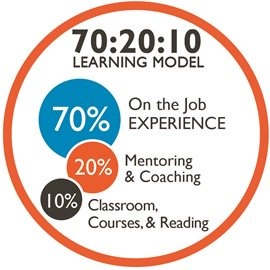 70:20:10
LEARNING MODEL
70%
On the Job
EXPERIENCE
20%
Mentoring
& Coaching
10%
Classroom,
Courses, & Reading